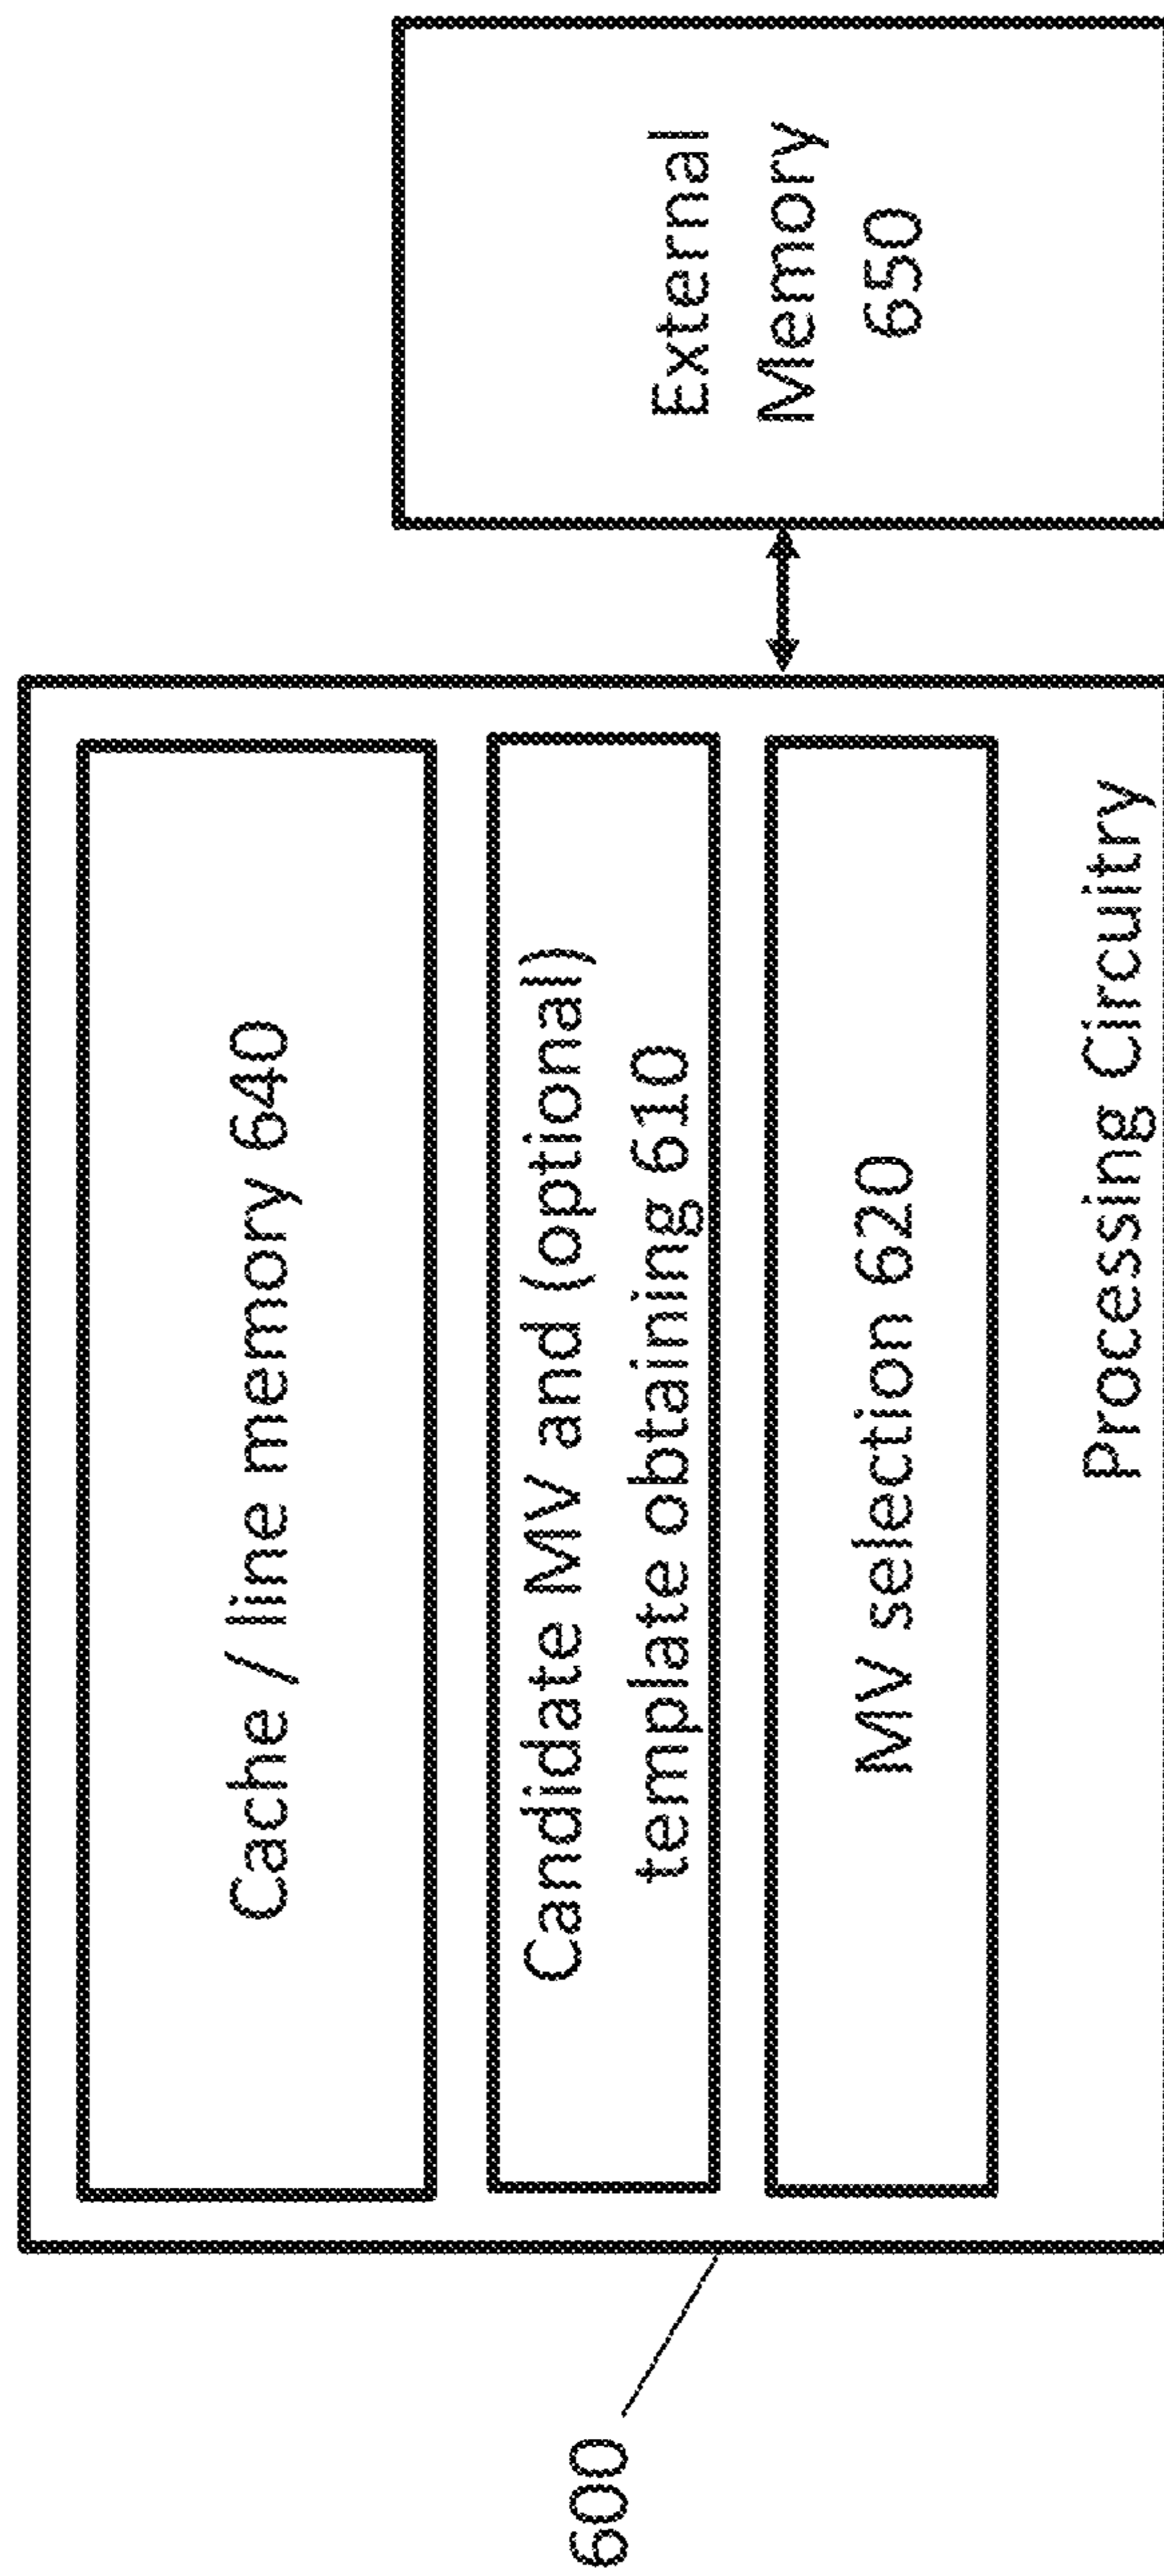 600
Cache / line memory 640
Candidate MV and (optional)
template obtaining 610
MV selection 620
Processing Circuitry
External
Memory
650